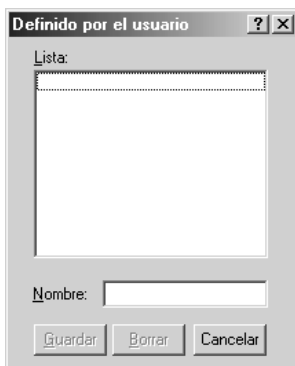 Definido por el usuario ? ×
Lista:
Nombre:
Guardar Borrar Cancelar